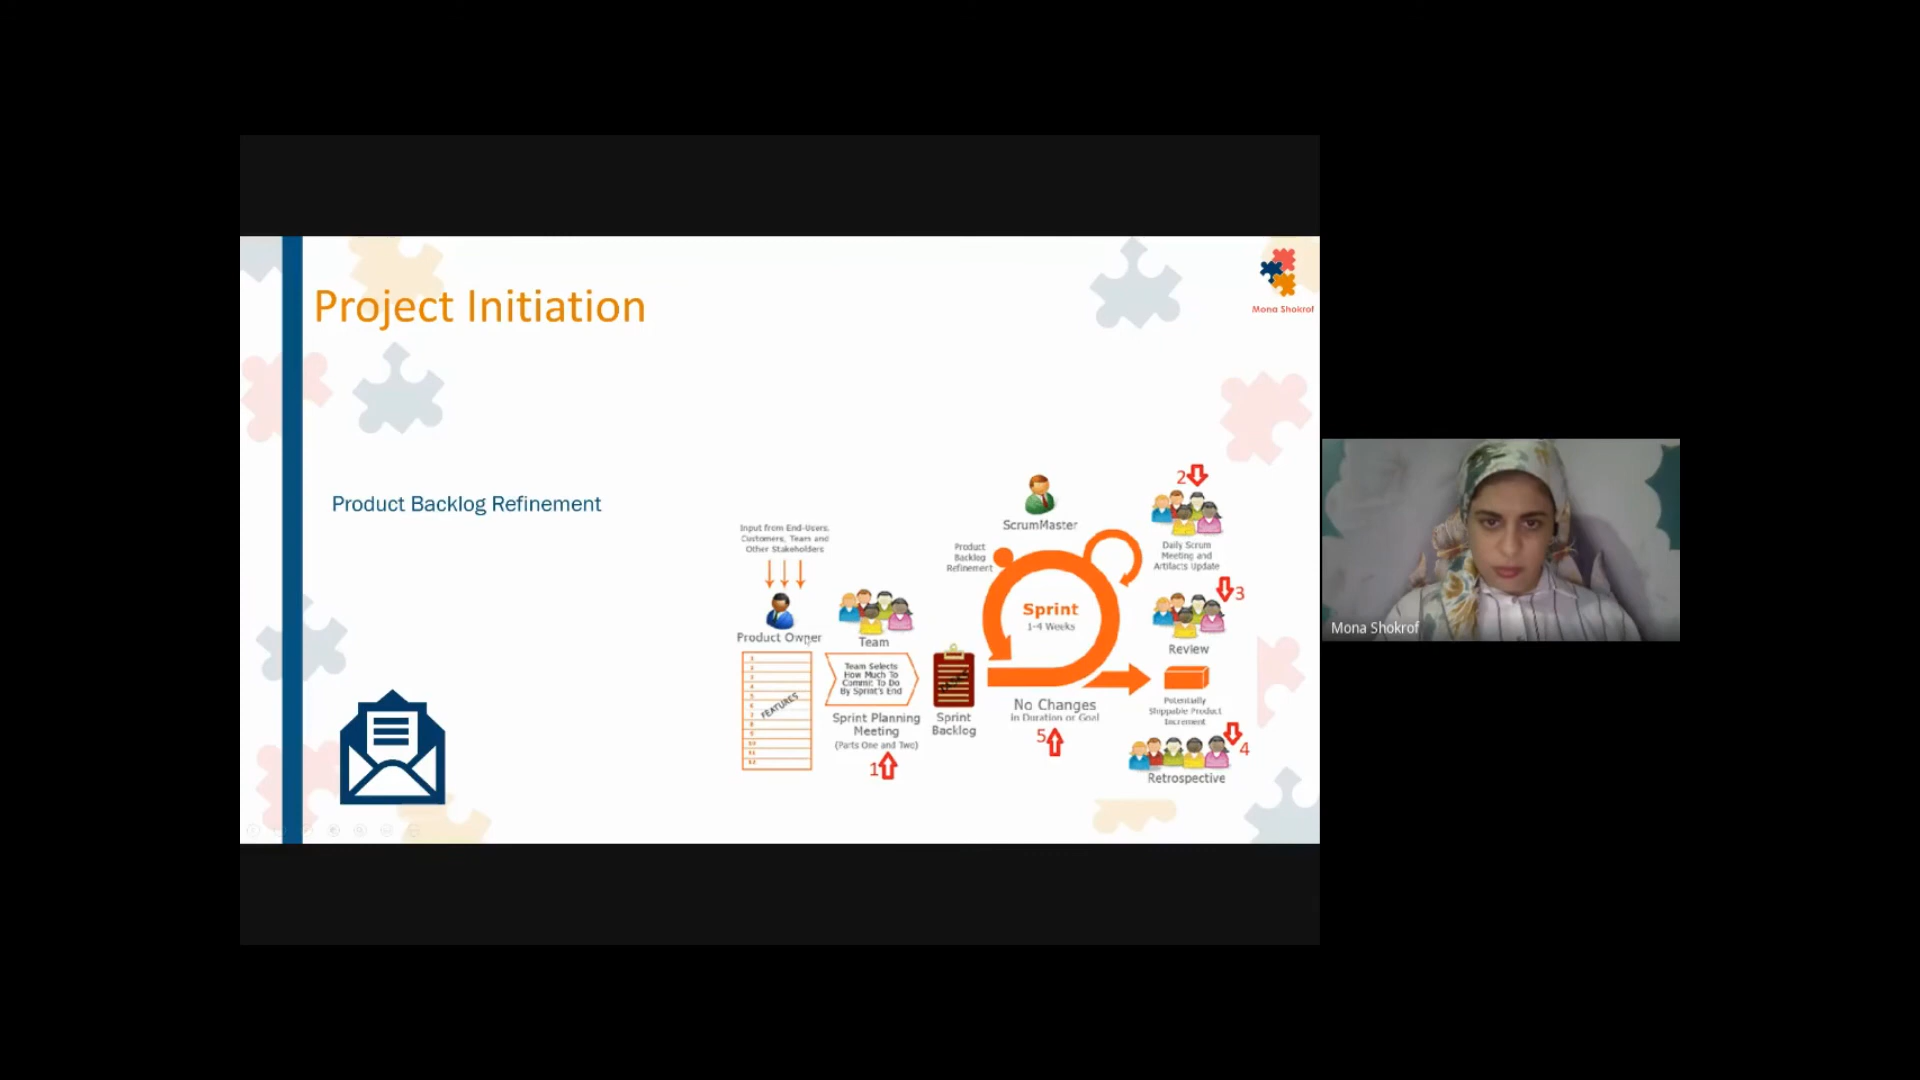 Project Initiation
Mona Shokrof
Product Backlog Refinement
Input from End-Users,
Customers, Team and
Other Stakeholders
Product Owner
Team
FEATURES
Team Selects
How Much To
Commit To Do
By Sprint's End
Sprint Planning
Meeting
(Parts One and Two)
1
Sprint
Backlog
ScrumMaster
Product
Backlog
Refinement
Sprint
1-4 Weeks
No Changes
in Duration or Goal
5
2
Daily Scrum
Meeting and
Artifacts Update
3
Review
Potentially
Shippable Product
Increment
4
Retrospective
Mona Shokrof